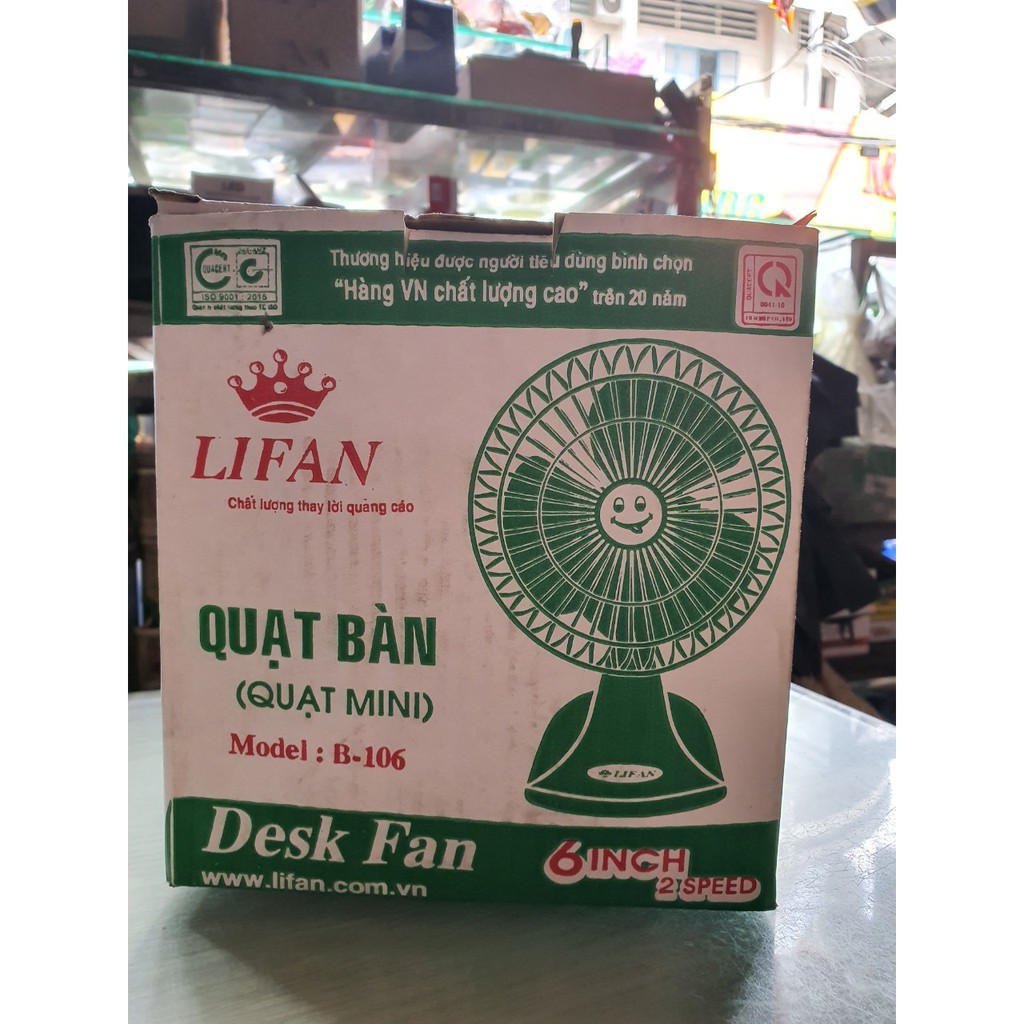 Thương hiệu được người tiêu dùng bình chọn
“Hàng VN chất lượng cao” trên 20 năm
QUACERT
ISO 9001 : 2015
QUACERT
LIFAN
Chất lượng thay lời quảng cáo
QUẠT BÀN
(QUẠT MINI)
Model : B-106
LIFAN
Desk Fan
www.lifan.com.vn
6 INCH
2 SPEED